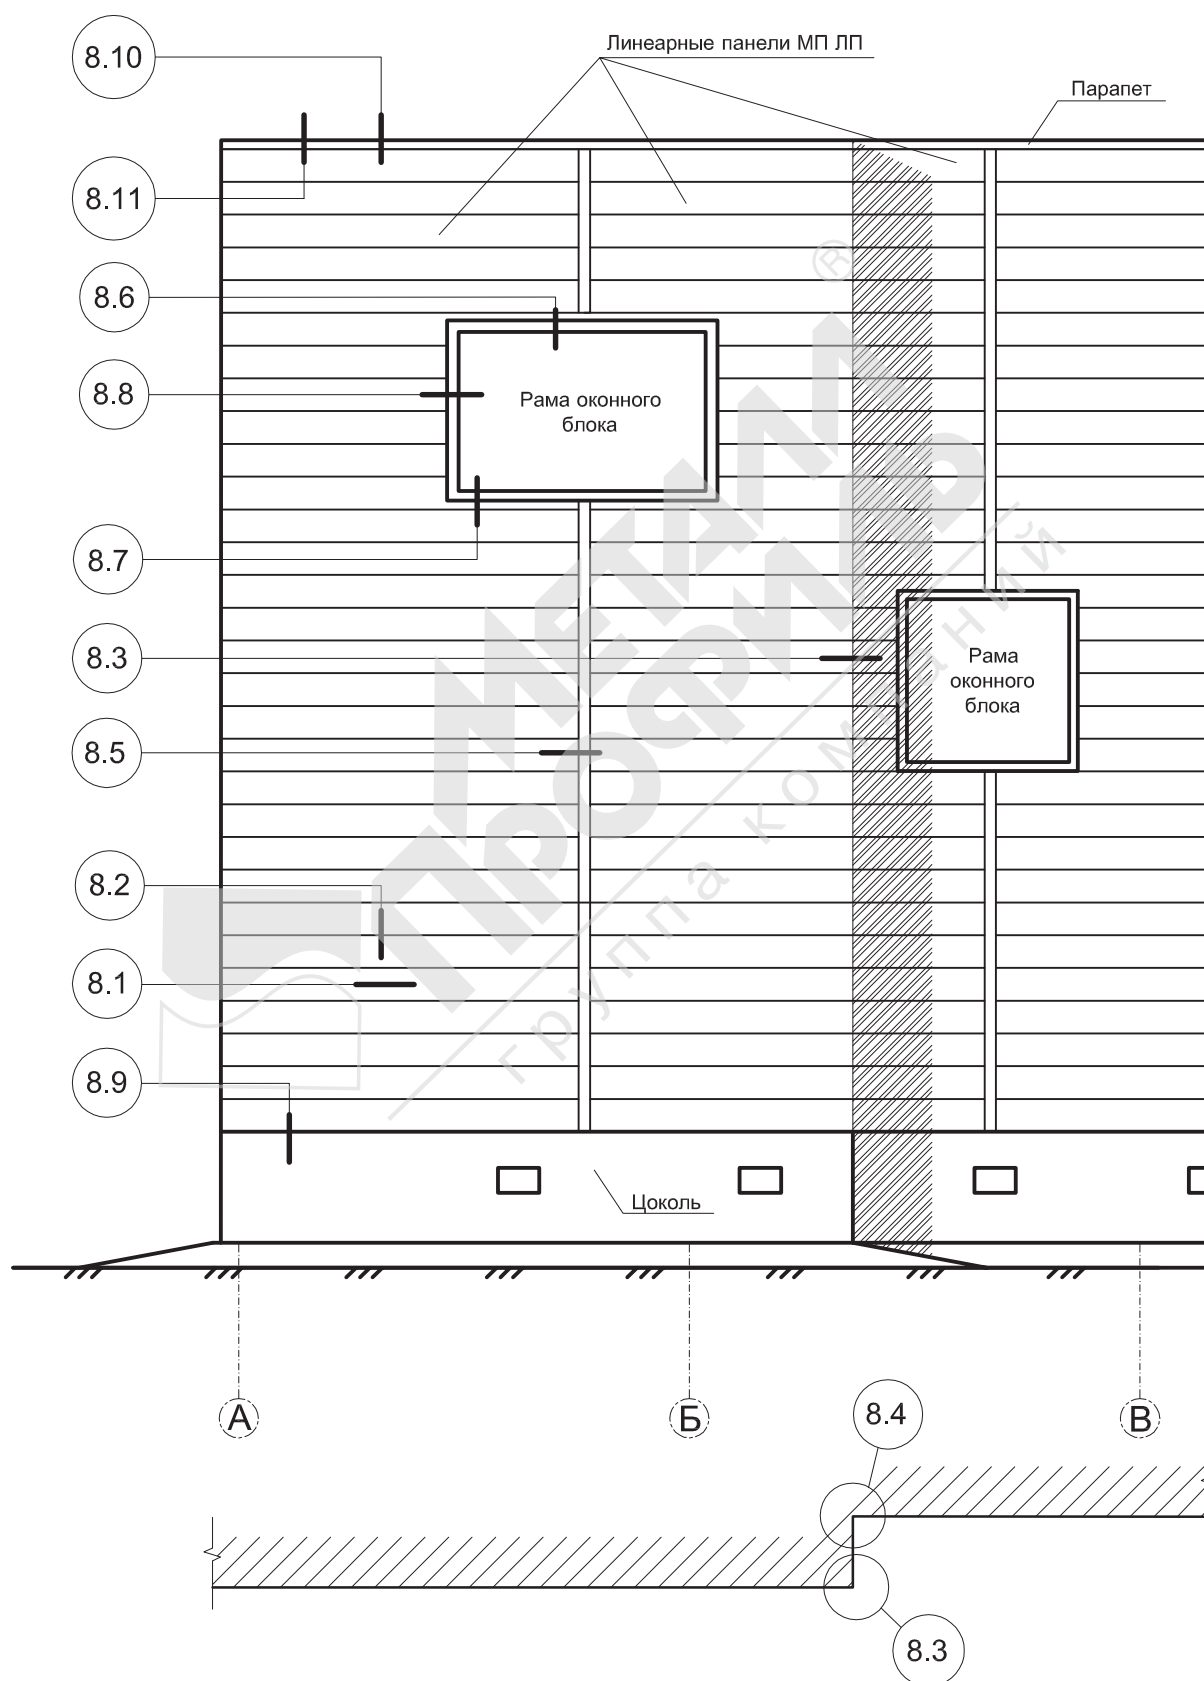 8.10
Линеарные панели МП ЛП
Парапет
8.11
8.6
8.8
Рама оконного
блока
8.7
8.3
Рама
оконного
блока
8.5
8.2
8.1
8.9
Цоколь
А
Б
В
8.4
8.3
МЕТАЛЛ
ПРОФИЛЬ
®
группа компаний